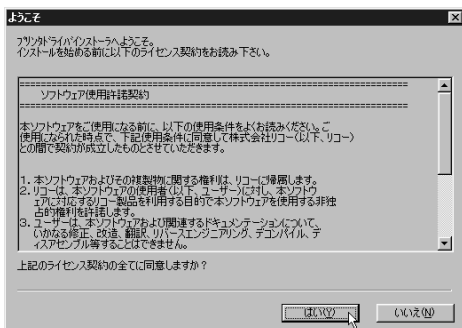 ようこそ
プリンタドライバインストーラへようこそ。
インストールを始める前に以下のライセンス契約をお読み下さい。
==========================================================
ソフトウェア使用許諾契約
==========================================================
本ソフトウェアをご使用になる前に、以下の使用条件をよくお読みください。ご
使用になられた時点で、下記使用条件に同意して株式会社リコー(以下、リコー)
との間で契約が成立したものとさせていただきます。
1. 本ソフトウェアおよびその複製物に関する権利は、リコーに帰属します。
2. リコーは、本ソフトウェアの使用者(以下、ユーザー)に対し、本ソフトウ
ェアに対応するリコー製品を利用する目的で本ソフトウェアを使用する非独
占的権利を許諾します。
3. ユーザーは、本ソフトウェアおよび関連するドキュメンテーションについて、
いかなる修正、改造、翻訳、リバースエンジニアリング、デコンパイル、デ
ィスアセンブル等することはできません。
上記のライセンス契約の全てに同意しますか?
はい(Y)
いいえ(N)